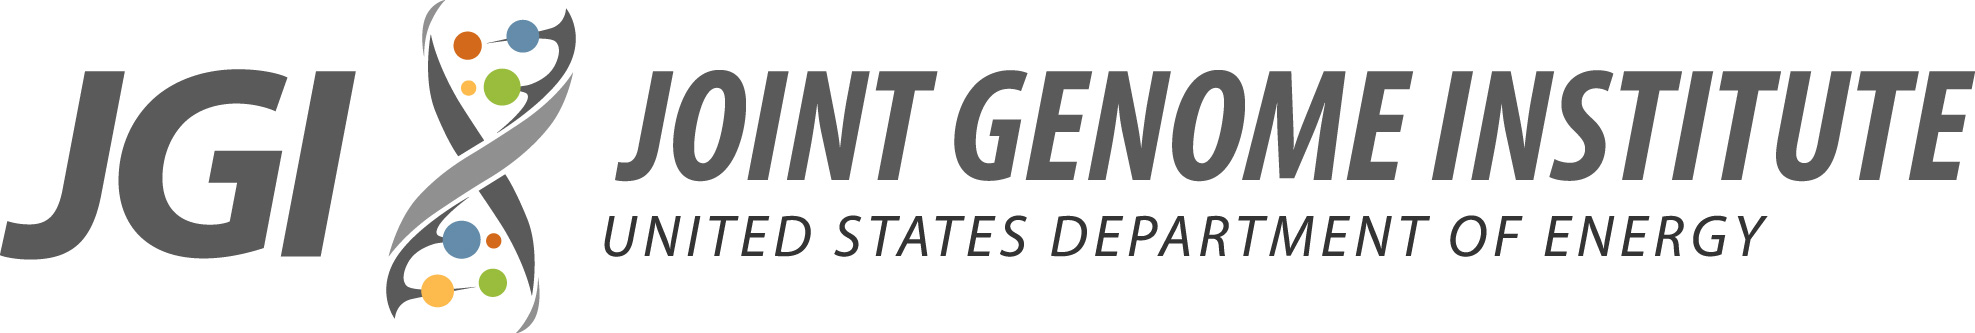 JGI
JOINT GENOME INSTITUTE
UNITED STATES DEPARTMENT OF ENERGY